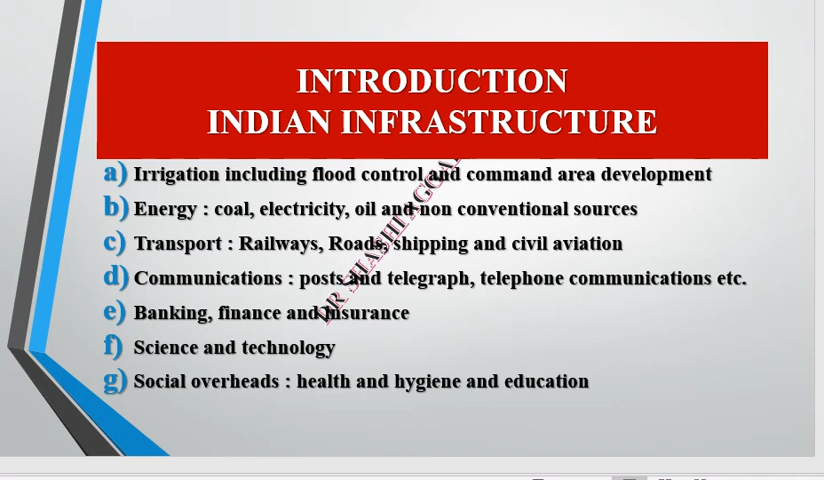 INTRODUCTION
INDIAN INFRASTRUCTURE
a) Irrigation including flood control and command area development
b) Energy : coal, electricity, oil and non conventional sources
c) Transport : Railways, Roads, shipping and civil aviation
d) Communications : posts and telegraph, telephone communications etc.
e) Banking, finance and insurance
f) Science and technology
g) Social overheads : health and hygiene and education
DR SHASHI